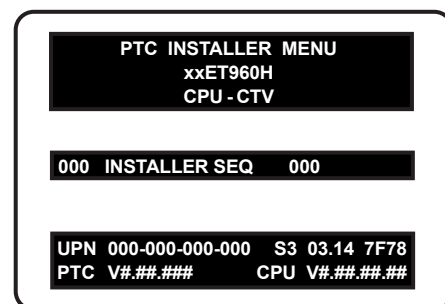 PTC INSTALLER MENU
xxET960H
CPU - CTV
000 INSTALLER SEQ 000
UPN 000-000-000-000 S3 03.14 7F78
PTC V#.##.### CPU V#.##.##.##